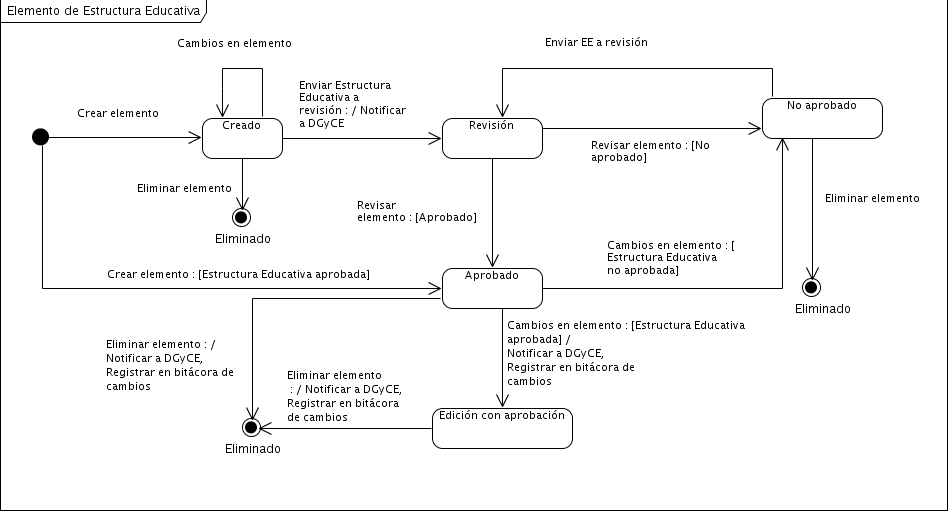 Elemento de Estructura Educativa
Cambios en elemento
Enviar EE a revisión
Enviar Estructura
Educativa a
revisión : / Notificar
a DGyCE
Crear elemento
Creado
Revisión
No aprobado
Revisar elemento : [No
aprobado]
Eliminar elemento
Eliminado
Revisar
elemento : [Aprobado]
Eliminar elemento
Eliminado
Cambios en elemento : [
Estructura Educativa
no aprobada]
Crear elemento : [Estructura Educativa aprobada]
Aprobado
Cambios en elemento : [Estructura Educativa
aprobada] /
Notificar a DGyCE,
Registrar en bitácora de
cambios
Eliminar elemento : /
Notificar a DGyCE,
Registrar en bitácora de
cambios
Eliminar elemento
: / Notificar a DGyCE,
Registrar en bitácora
de cambios
Edición con aprobación
Eliminado